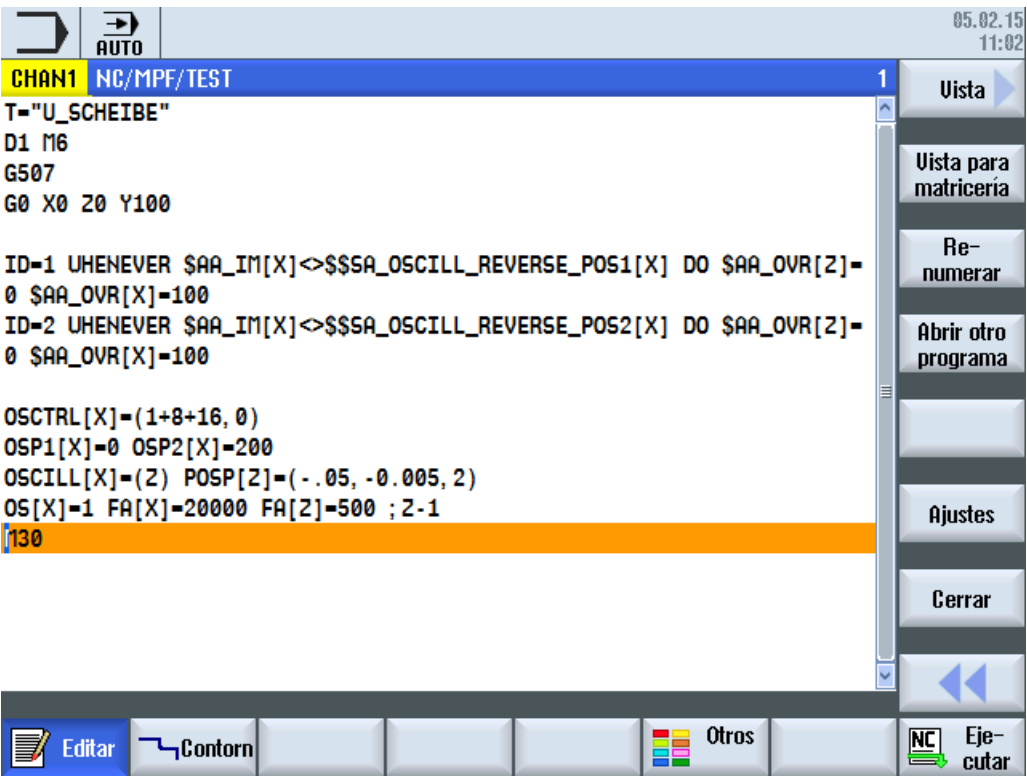 AUTO
05.02.15
11:02
CHAN1 NC/MPF/TEST 1
T="U_SCHEIBE"
D1 M6
G507
G0 X0 Z0 Y100
ID=1 WHENEVER $AA_IM[X]<>$$SA_OSCILL_REVERSE_POS1[X] DO $AA_OVR[Z]=
0 $AA_OVR[X]=100
ID=2 WHENEVER $AA_IM[X]<>$$SA_OSCILL_REVERSE_POS2[X] DO $AA_OVR[Z]=
0 $AA_OVR[X]=100
OSCTRL[X]=(1+8+16,0)
OSP1[X]=0 OSP2[X]=200
OSCILL[X]=(Z) POSP[Z]=(-.05,-0.005,2)
OS[X]=1 FA[X]=20000 FA[Z]=500 ;Z-1
M30
Vista
Vista para
matricería
Re-
numerar
Abrir otro
programa
Ajustes
Cerrar
Editar
Contorn
Otros
NC
Eje-
cutar